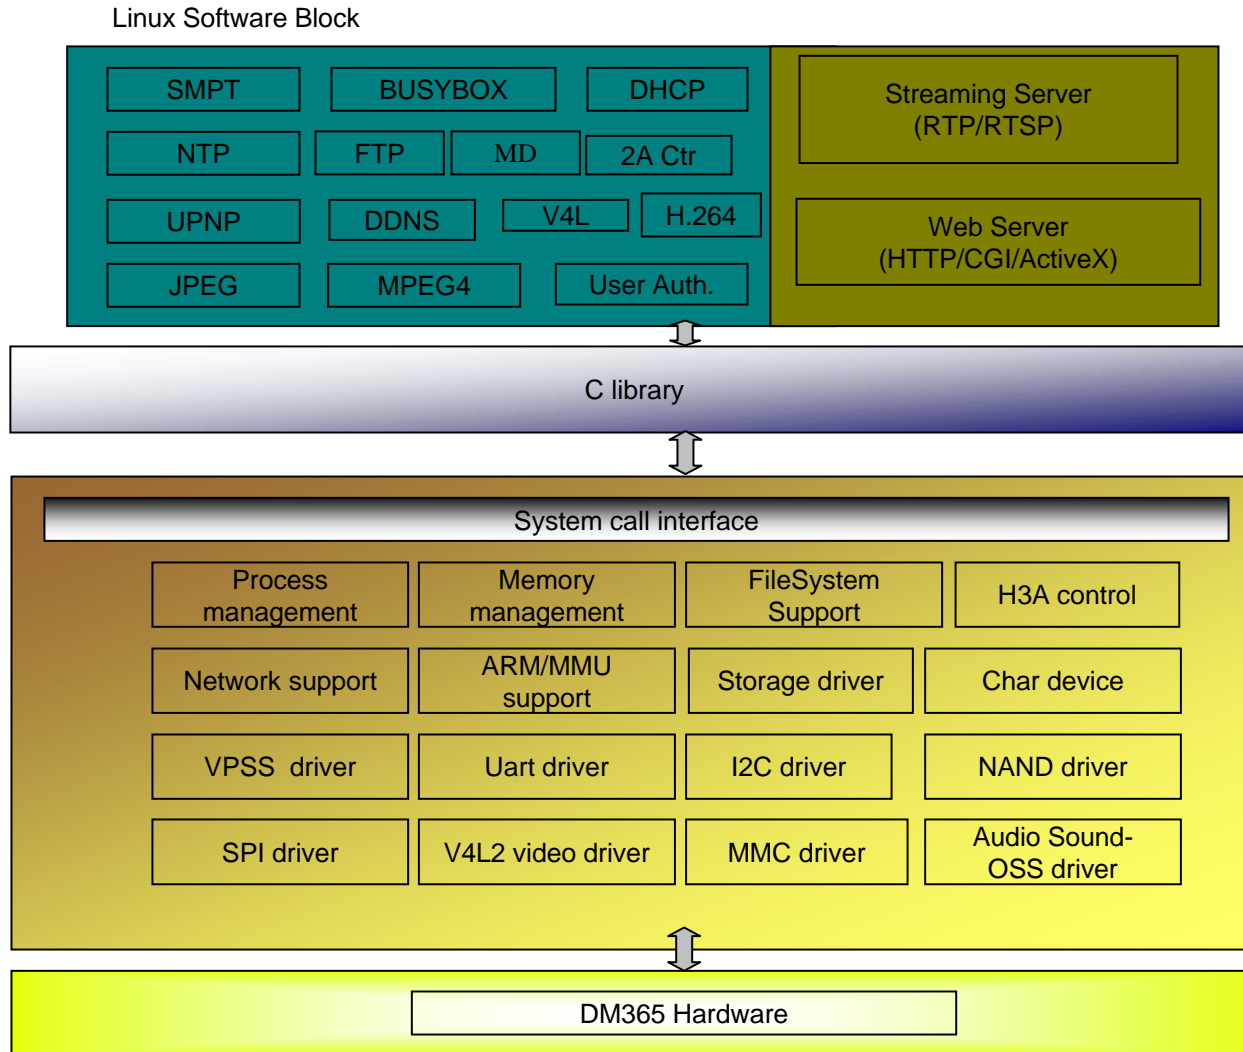 Linux Software Block
SMPT
BUSYBOX
DHCP
NTP
FTP
MD
2A Ctr
UPNP
DDNS
V4L
H.264
JPEG
MPEG4
User Auth.
Streaming Server
(RTP/RTSP)
Web Server
(HTTP/CGI/ActiveX)
C library
System call interface
Process
management
Memory
management
FileSystem
Support
H3A control
Network support
ARM/MMU
support
Storage driver
Char device
VPSS driver
Uart driver
I2C driver
NAND driver
SPI driver
V4L2 video driver
MMC driver
Audio Sound-
OSS driver
DM365 Hardware